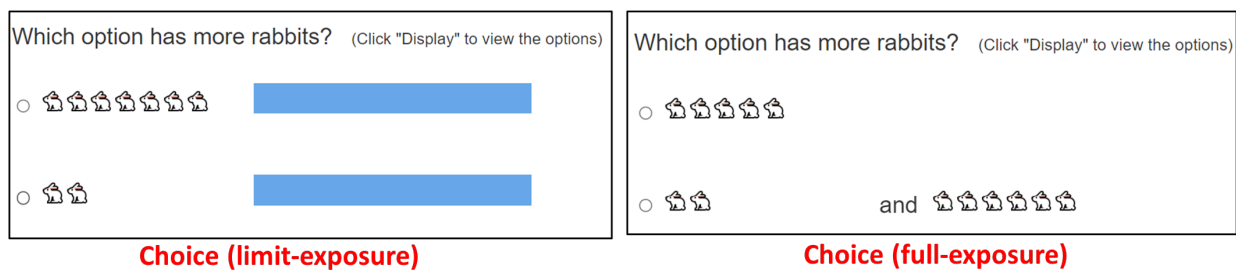 Which option has more rabbits? (Click "Display" to view the options)
Choice (limit-exposure)
Which option has more rabbits? (Click "Display" to view the options)
and
Choice (full-exposure)